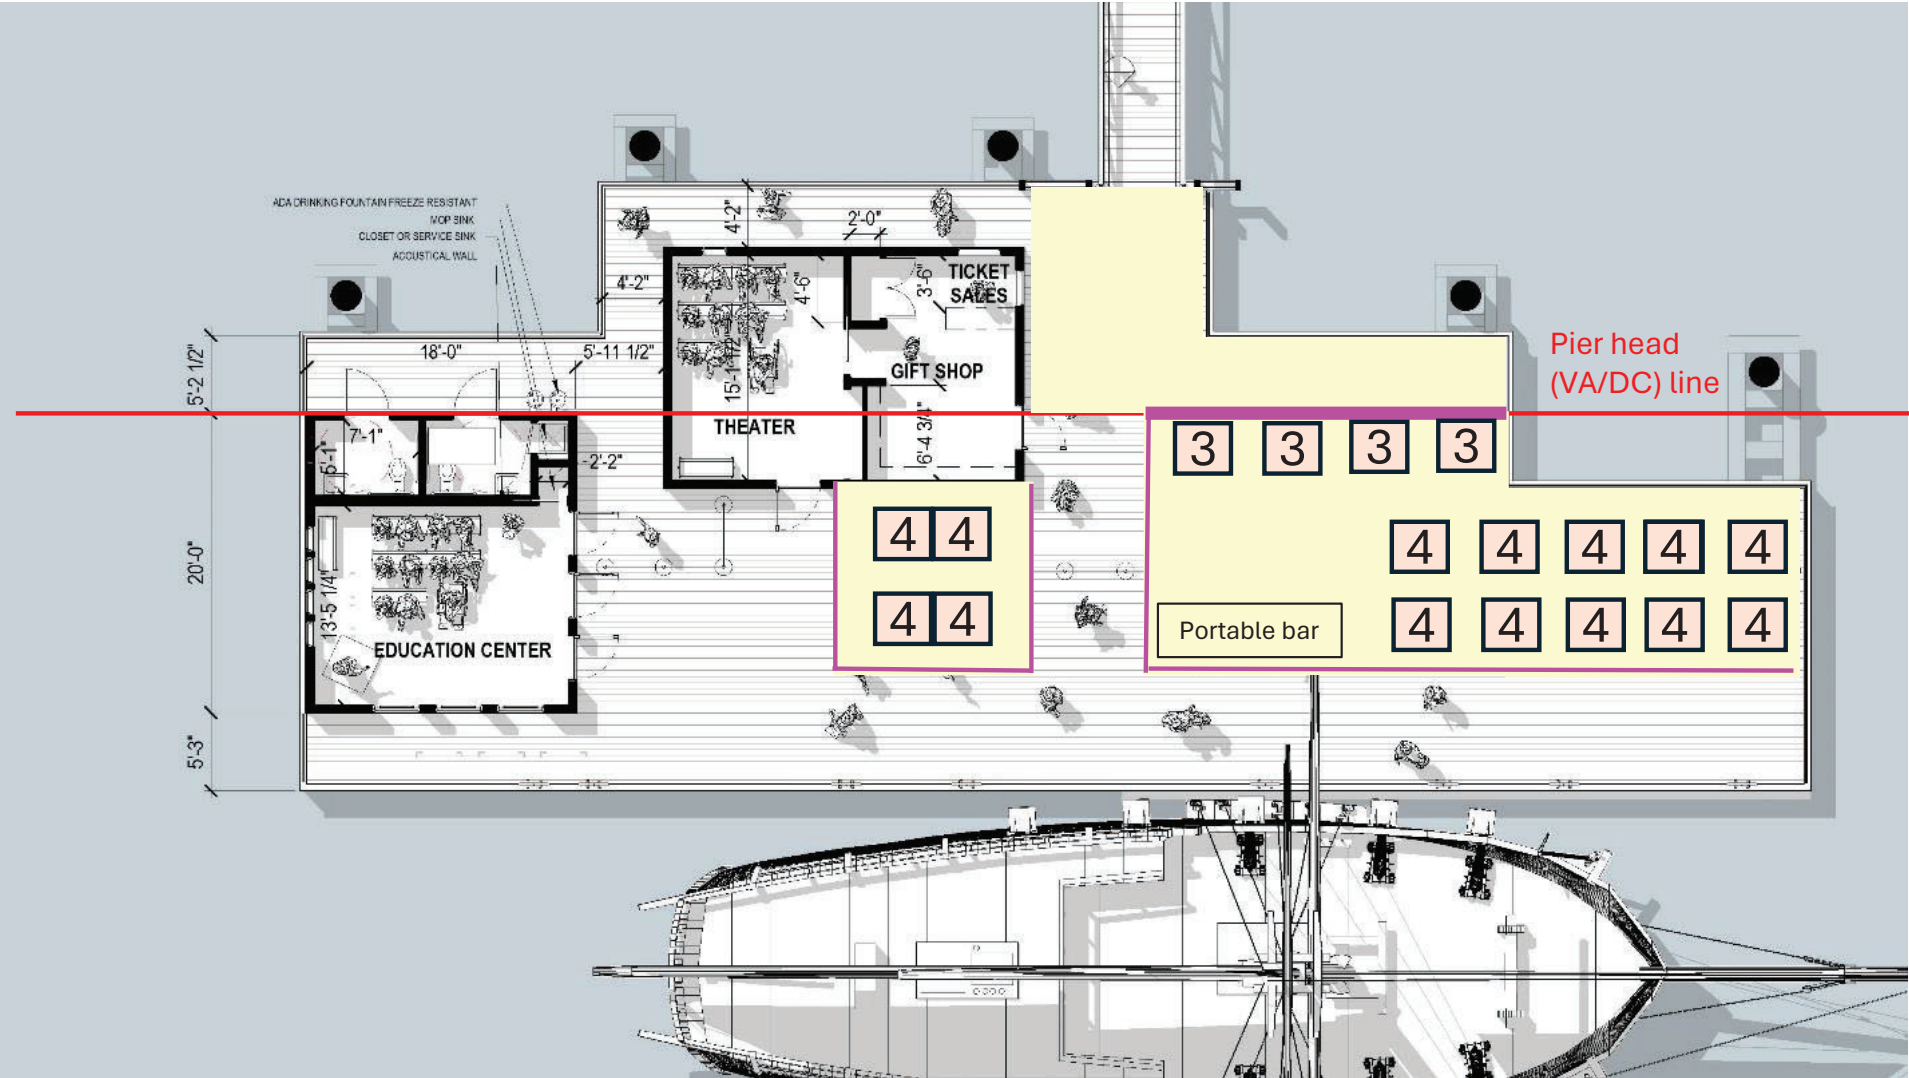 ADA DRINKING FOUNTAIN FREEZE RESISTANT
MOP SINK
CLOSET OR SERVICE SINK
ACOUSTICAL WALL
4'-2"
2'-0"
4'-2"
4'-6"
3'-6"
TICKET
SALES
5'-2 1/2"
18'-0"
5'-11 1/2"
15'-1 1/2"
GIFT SHOP
Pier head
(VA/DC) line
THEATER
6'-4 3/4"
7'-1"
5'-1"
2'-2"
3 3 3 3
4 4
4 4 4 4 4
20'-0"
13'-5 1/4"
4 4
Portable bar
4 4 4 4 4
EDUCATION CENTER
5'-3"